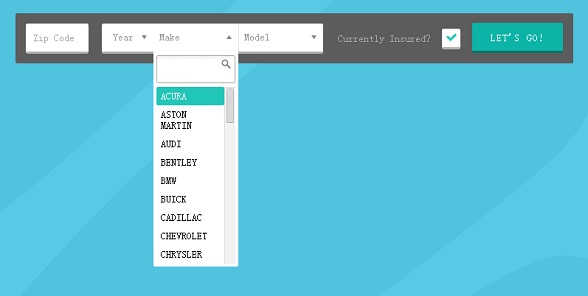 Zip Code Year Make Model Currently Insured? LET'S GO!
ACURA
ASTON
MARTIN
AUDI
BENTLEY
BMW
BUICK
CADILLAC
CHEVROLET
CHRYSLER